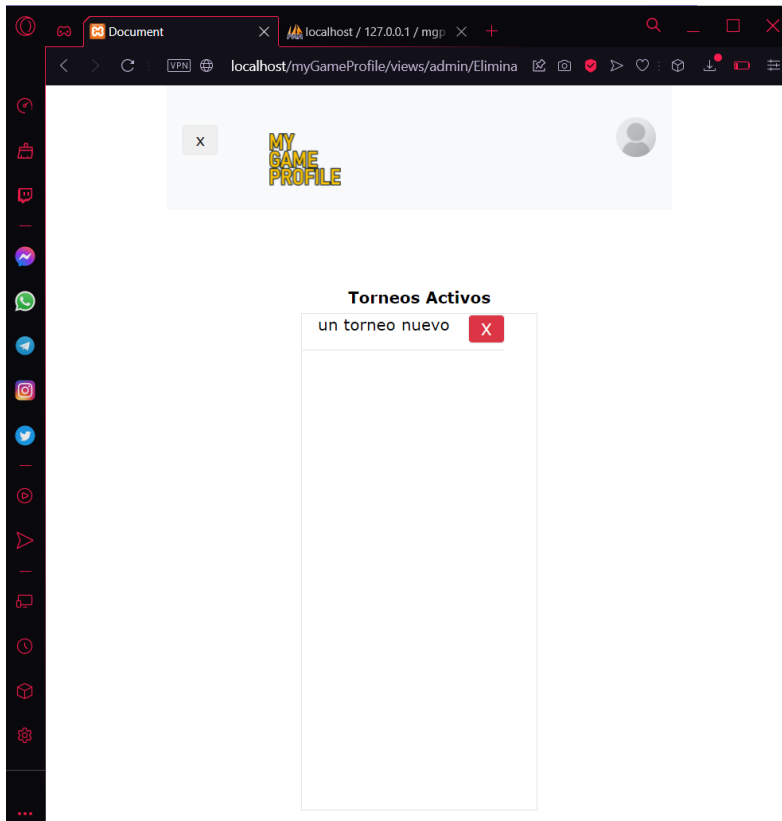 Document
localhost / 127.0.0.1 / mgp
VPN
localhost/myGameProfile/views/admin/Elimina
x
MY
GAME
PROFILE
Torneos Activos
un torneo nuevo
X